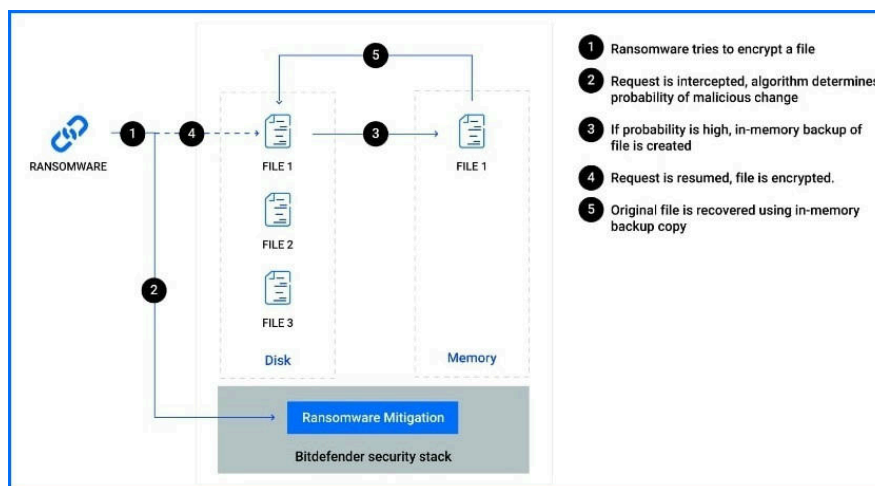 5
1
4
3
RANSOMWARE
FILE 1
FILE 1
FILE 2
2
FILE 3
Disk
Memory
Ransomware Mitigation
Bitdefender security stack
1 Ransomware tries to encrypt a file
2 Request is intercepted, algorithm determines
probability of malicious change
3 If probability is high, in-memory backup of
file is created
4 Request is resumed, file is encrypted.
5 Original file is recovered using in-memory
backup copy